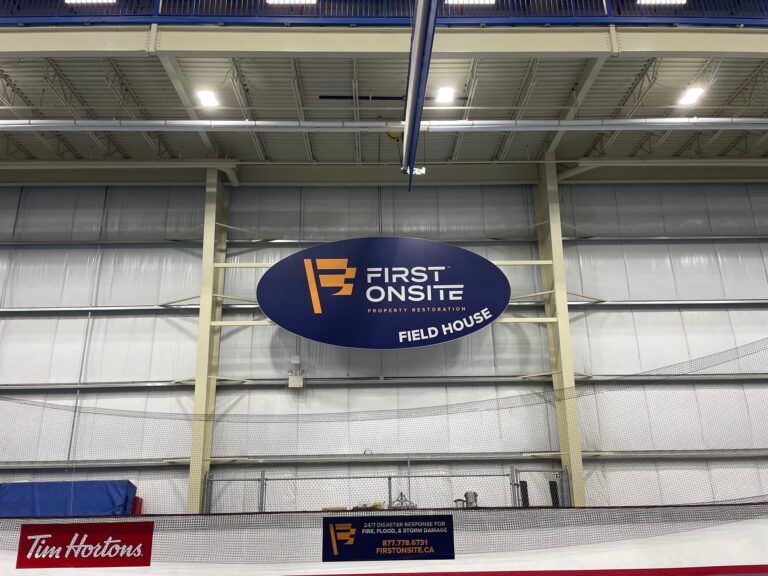 FIRST
ONSITE
PROPERTY RESTORATION
FIELD HOUSE
Tim Hortons
24/7 DISASTER RESPONSE FOR
FIRE, FLOOD, & STORM DAMAGE
877.778.6731
FIRSTONSITE.CA